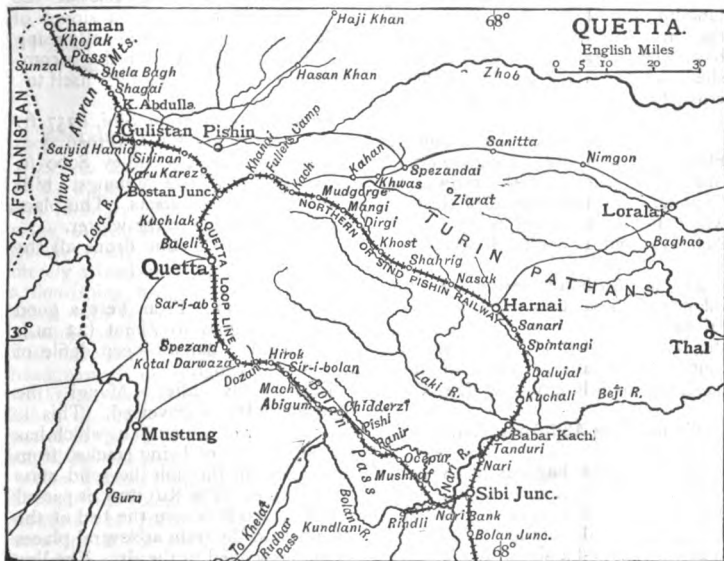 68°
QUETTA.
English Miles
0 5 10 20 30
Chaman
Khojak
Pass
Mts.
Sunzal
Shela Bagh
Shagai
K. Abdulla
Khwaja Amran
AFGHANISTAN
Gulistan
Pishin
Haji Khan
Hasan Khan
Zhob
Saiyid Hamid
Sirinan
Yaru Karez
Bostan Junc.
Khanai
Fullers Camp
Kach
Kahan
Sanitta
Spezandai
Nimgon
Khwas
Mudgorge
Mangi
Dirgi
Ziarat
Loralai
Baghao
Lora R.
Kuchlak
Baleli
Quetta
QUETTA LOOP LINE
NORTHERN OR SIND PISHIN RAILWAY
Khost
Shahrig
Nasak
TURIN PATHANS
Harnai
Sar-i-ab
Sanari
Spintangi
Thal
30°
Spezand
Kotal Darwaza
Dozan
Hirok
Sir-i-bolan
Mach
Abigum
Bolan Pass
Chidderzi
Pishi
Panir
Laki R.
Dalujal
Kuchali
Beji R.
Babar Kach.
Tanduri
Nari
Mustung
Ocepur
Mushkaf
Nari R.
Sibi Junc.
Guru
Bolan R.
Kundlani
Rindli
Nari Bank
Bolan Junc.
To Khelat
Rudbar
Pass
68°